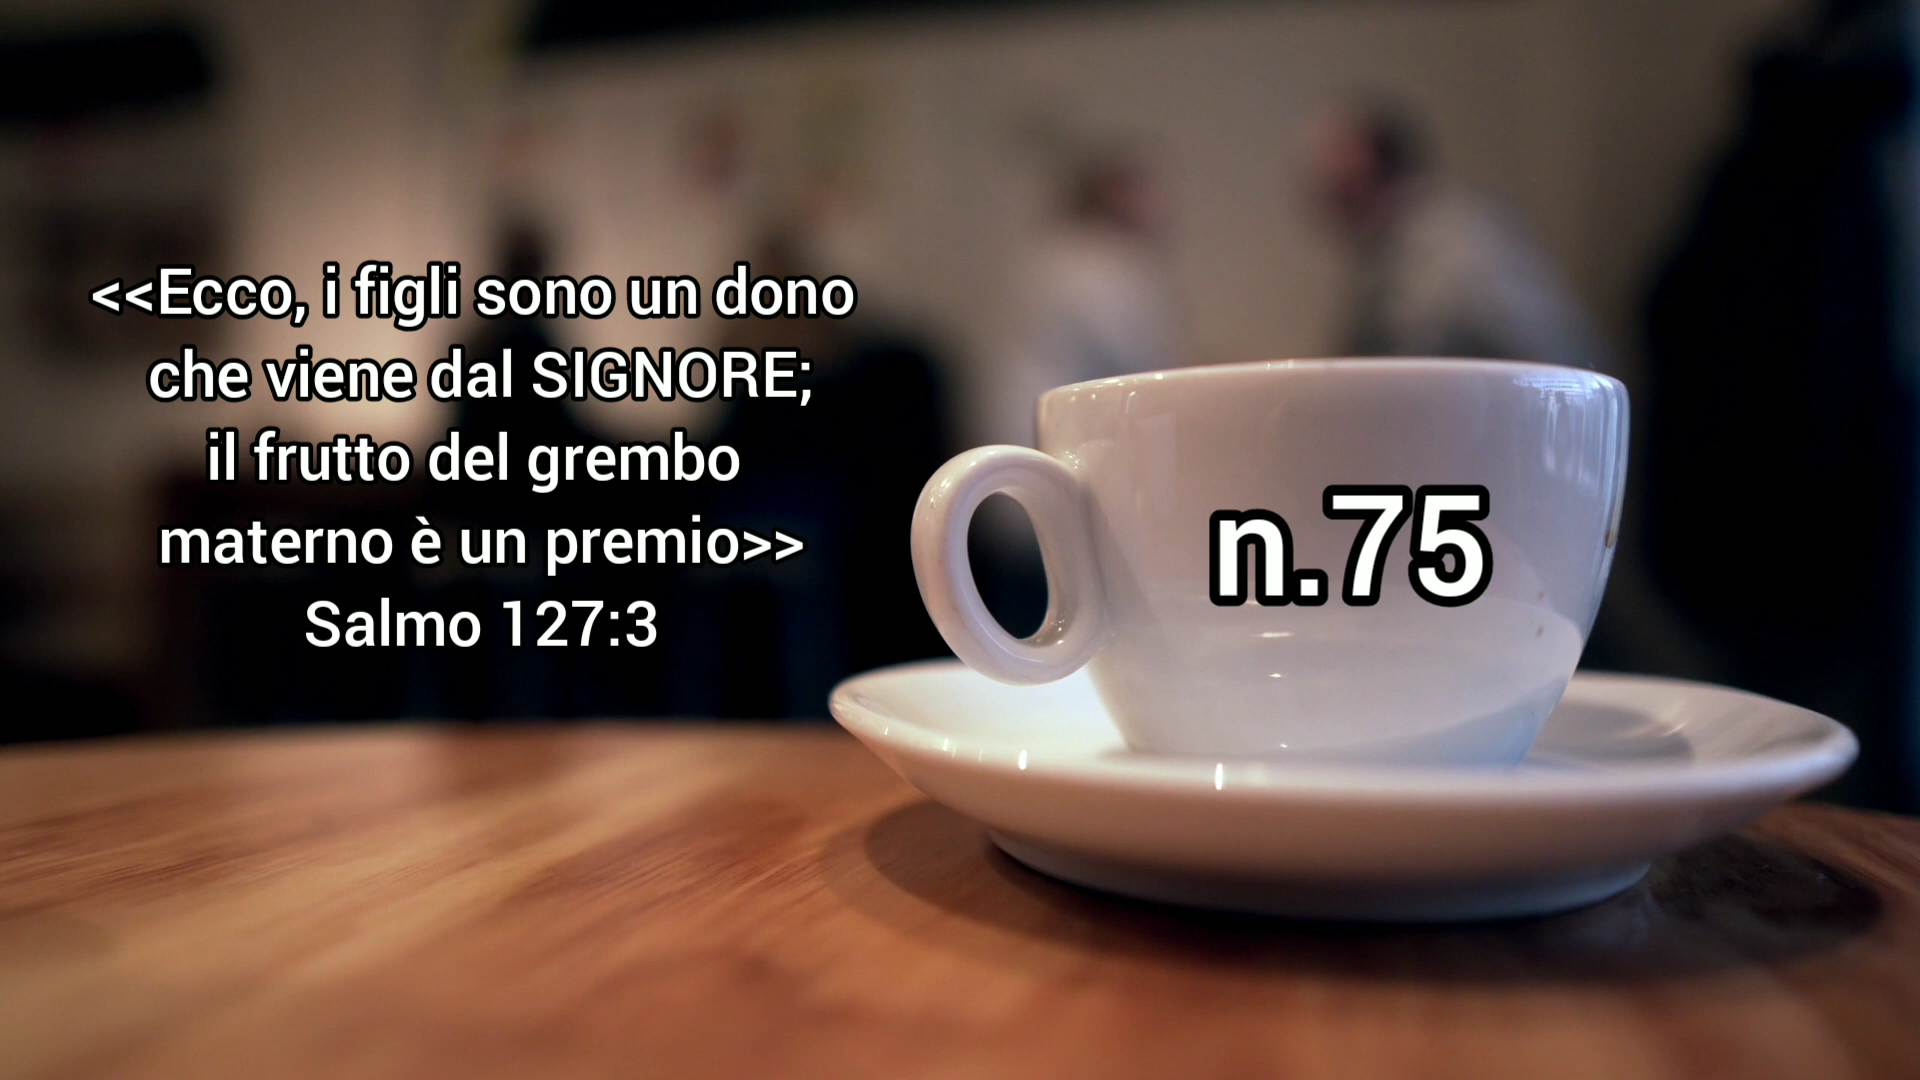 <<Ecco, i figli sono un dono
che viene dal SIGNORE;
il frutto del grembo
materno è un premio>>
Salmo 127:3
n.75